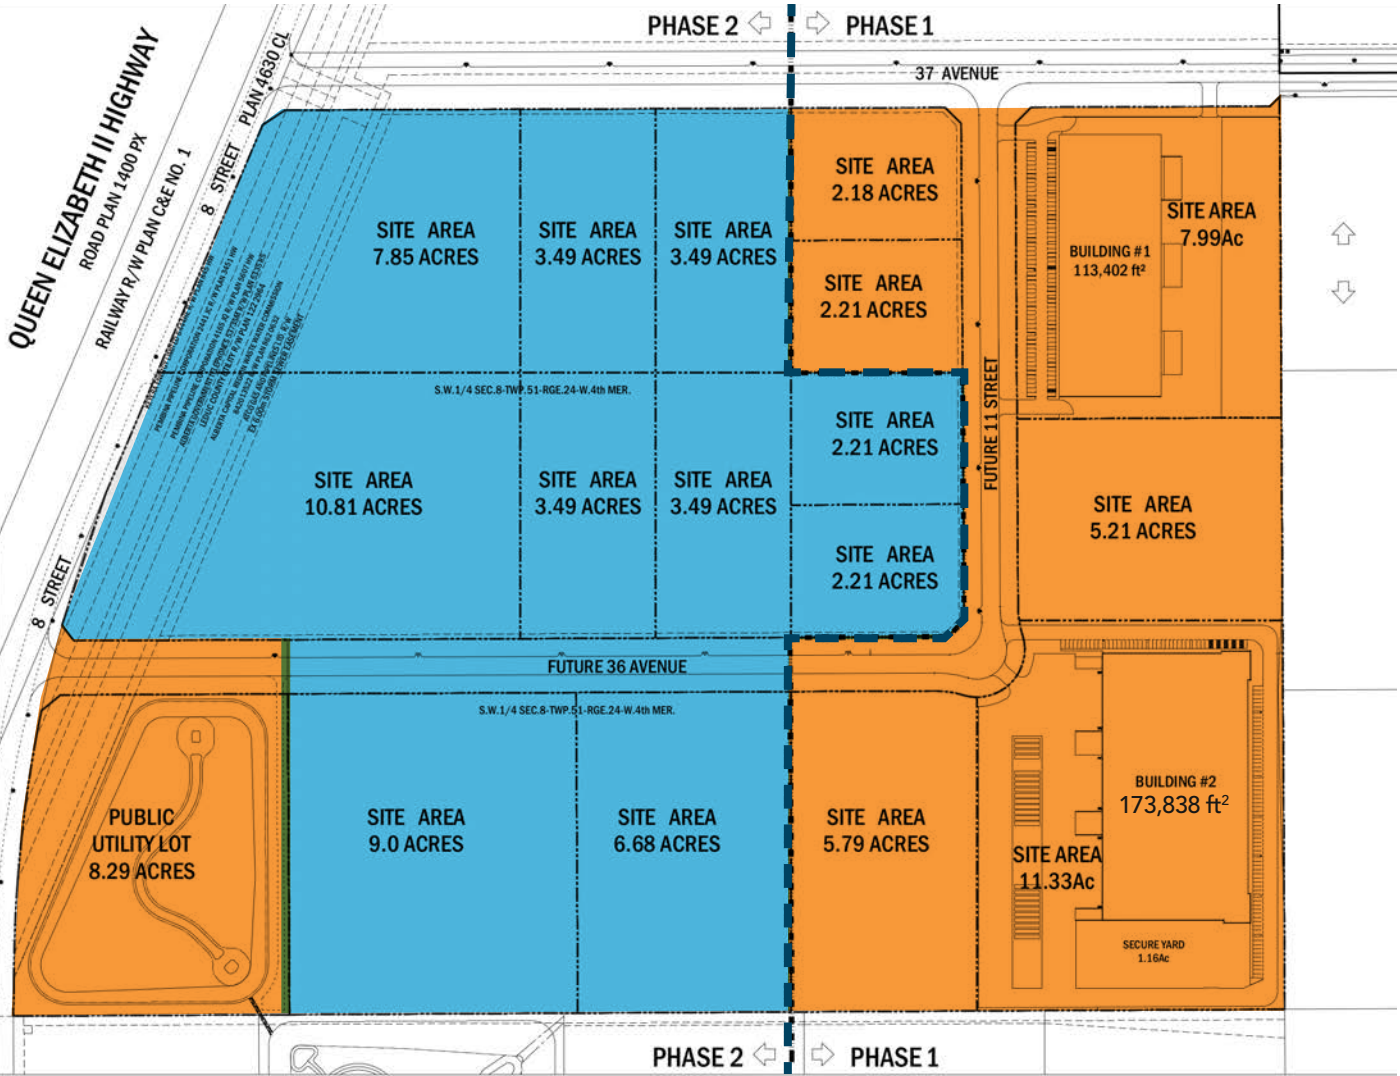 PHASE 2
PHASE 1
37 AVENUE
QUEEN ELIZABETH II HIGHWAY
ROAD PLAN 1400 PX
RAILWAY R/W PLAN C&E NO. 1
8 STREET
PLAN 4630 CL
SITE AREA
7.85 ACRES
SITE AREA
3.49 ACRES
SITE AREA
3.49 ACRES
SITE AREA
2.18 ACRES
SITE AREA
2.21 ACRES
BUILDING #1
113,402 ft²
SITE AREA
7.99Ac
S.W.1/4 SEC.8-TWP.51-RGE.24-W.4th MER.
FUTURE 11 STREET
SITE AREA
10.81 ACRES
SITE AREA
3.49 ACRES
SITE AREA
3.49 ACRES
SITE AREA
2.21 ACRES
SITE AREA
2.21 ACRES
SITE AREA
5.21 ACRES
8 STREET
FUTURE 36 AVENUE
S.W.1/4 SEC.8-TWP.51-RGE.24-W.4th MER.
PUBLIC
UTILITY LOT
8.29 ACRES
SITE AREA
9.0 ACRES
SITE AREA
6.68 ACRES
SITE AREA
5.79 ACRES
BUILDING #2
173,838 ft²
SITE AREA
11.33Ac
SECURE YARD
1.16Ac
PHASE 2
PHASE 1